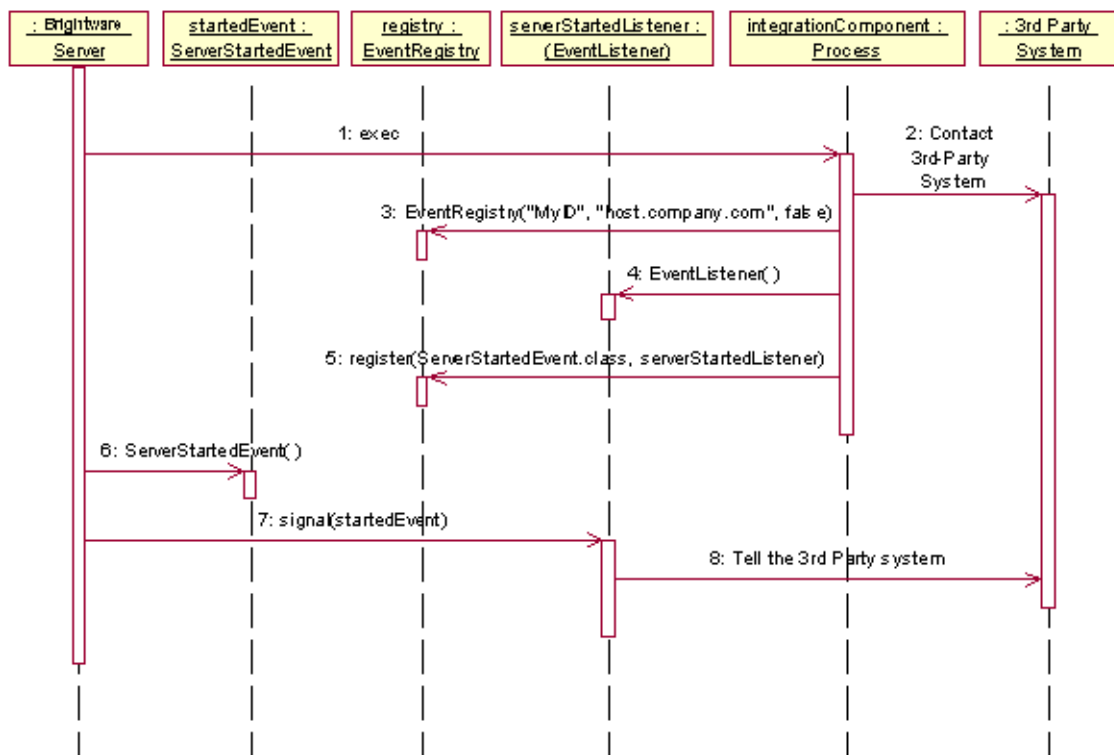 : Brightware
Server
startedEvent :
ServerStartedEvent
registry :
EventRegistry
serverStartedListener :
(EventListener)
integrationComponent :
Process
: 3rd Party
System
1: exec
2: Contact
3rd-Party
System
3: EventRegistry("MyID", "host.company.com", false)
4: EventListener( )
5: register(ServerStartedEvent.class, serverStartedListener)
6: ServerStartedEvent( )
7: signal(startedEvent)
8: Tell the 3rd Party system